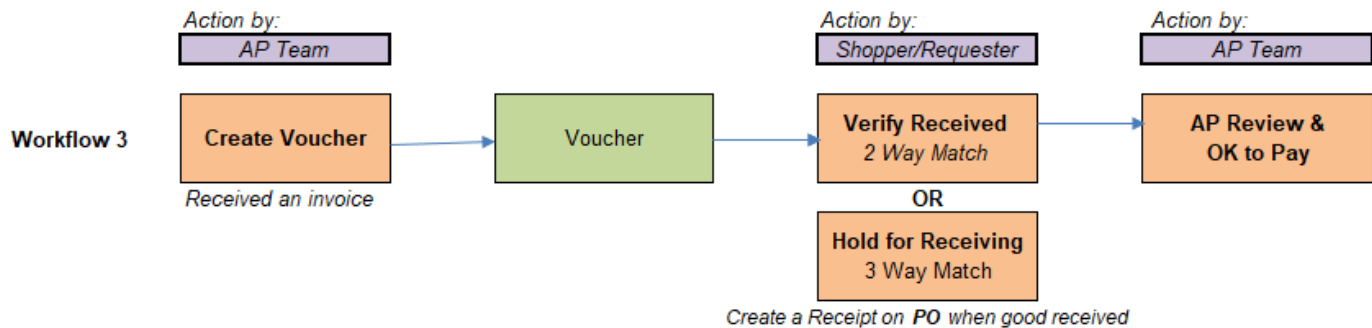 Action by:
AP Team
Action by:
Shopper/Requester
Action by:
AP Team
Workflow 3
Create Voucher
Received an invoice
Voucher
Verify Received
2 Way Match
OR
Hold for Receiving
3 Way Match
Create a Receipt on PO when good received
AP Review &
OK to Pay